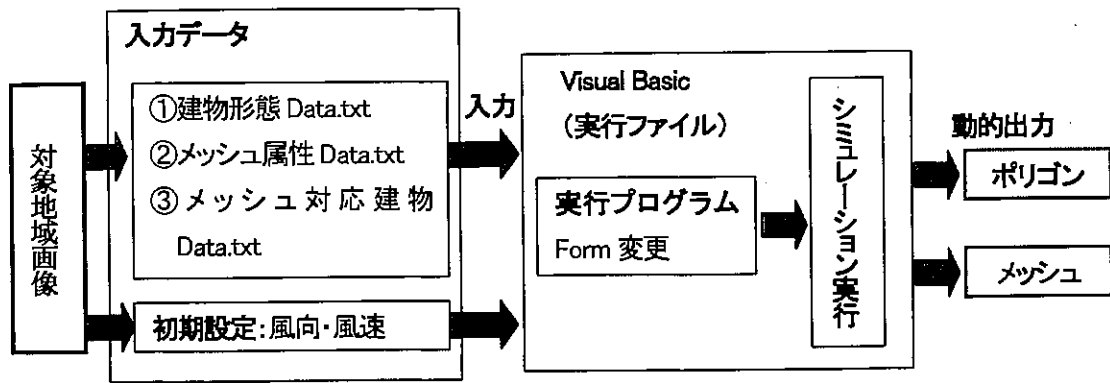 対象地域画像
入力データ
①建物形態 Data.txt
②メッシュ属性 Data.txt
③メッシュ対応建物
Data.txt
初期設定:風向・風速
入力
Visual Basic
(実行ファイル)
実行プログラム
Form 変更
シミュレーション実行
動的出力
ポリゴン
メッシュ